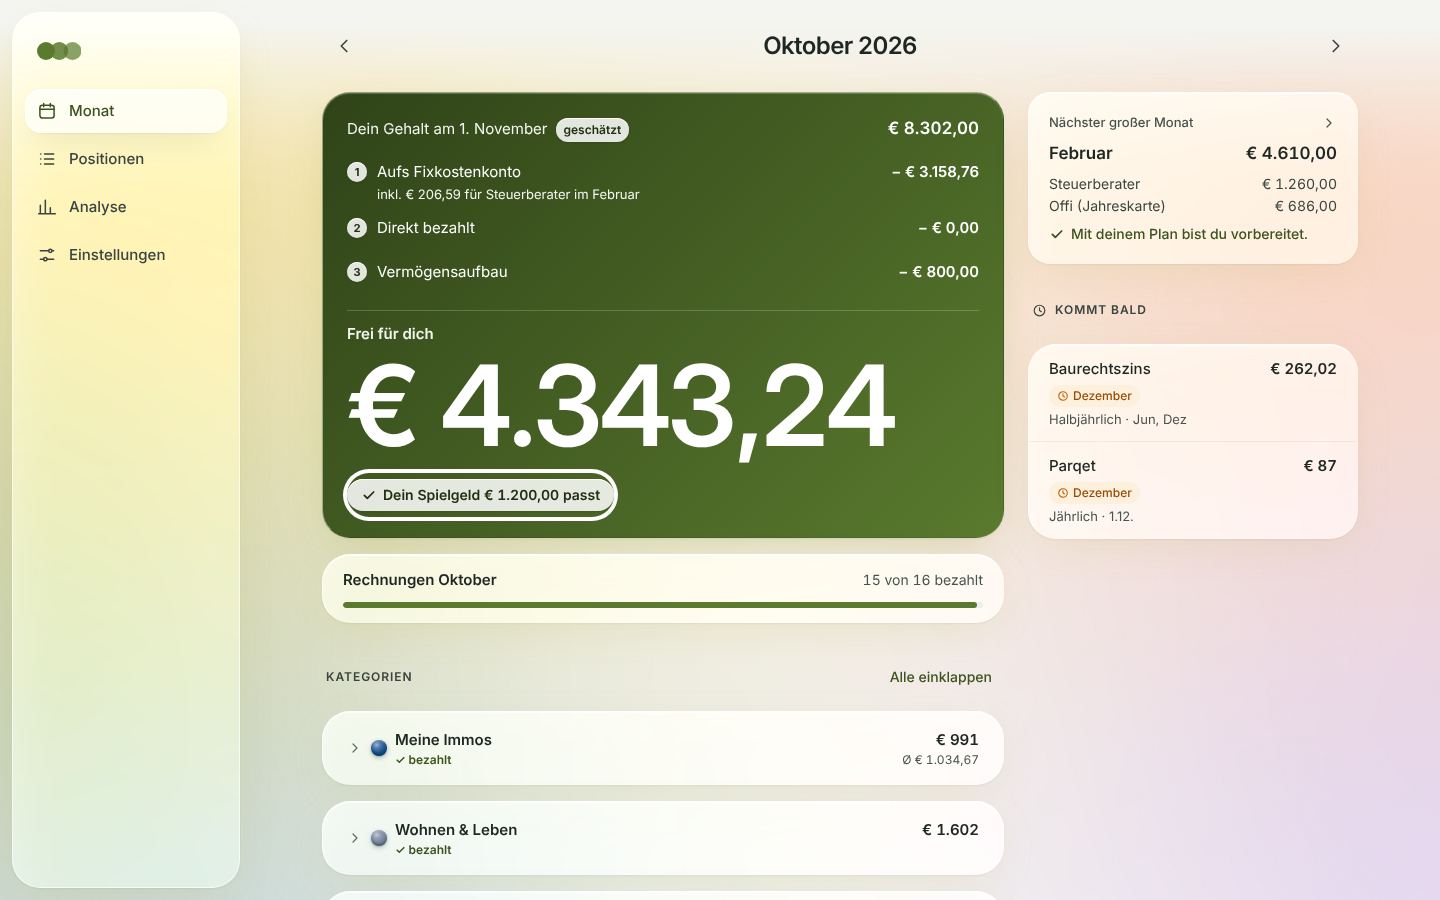 Monat
Positionen
Analyse
Einstellungen
Oktober 2026
Dein Gehalt am 1. November geschätzt € 8.302,00
1 Aufs Fixkostenkonto – € 3.158,76
inkl. € 206,59 für Steuerberater im Februar
2 Direkt bezahlt – € 0,00
3 Vermögensaufbau – € 800,00
Frei für dich
€ 4.343,24
Dein Spielgeld € 1.200,00 passt
Rechnungen Oktober 15 von 16 bezahlt
KATEGORIEN Alle einklappen
Meine Immos € 991
bezahlt Ø € 1.034,67
Wohnen & Leben € 1.602
bezahlt
Nächster großer Monat
Februar € 4.610,00
Steuerberater € 1.260,00
Offi (Jahreskarte) € 686,00
Mit deinem Plan bist du vorbereitet.
KOMMT BALD
Baurechtszins € 262,02
Dezember
Halbjährlich · Jun, Dez
Parqet € 87
Dezember
Jährlich · 1.12.